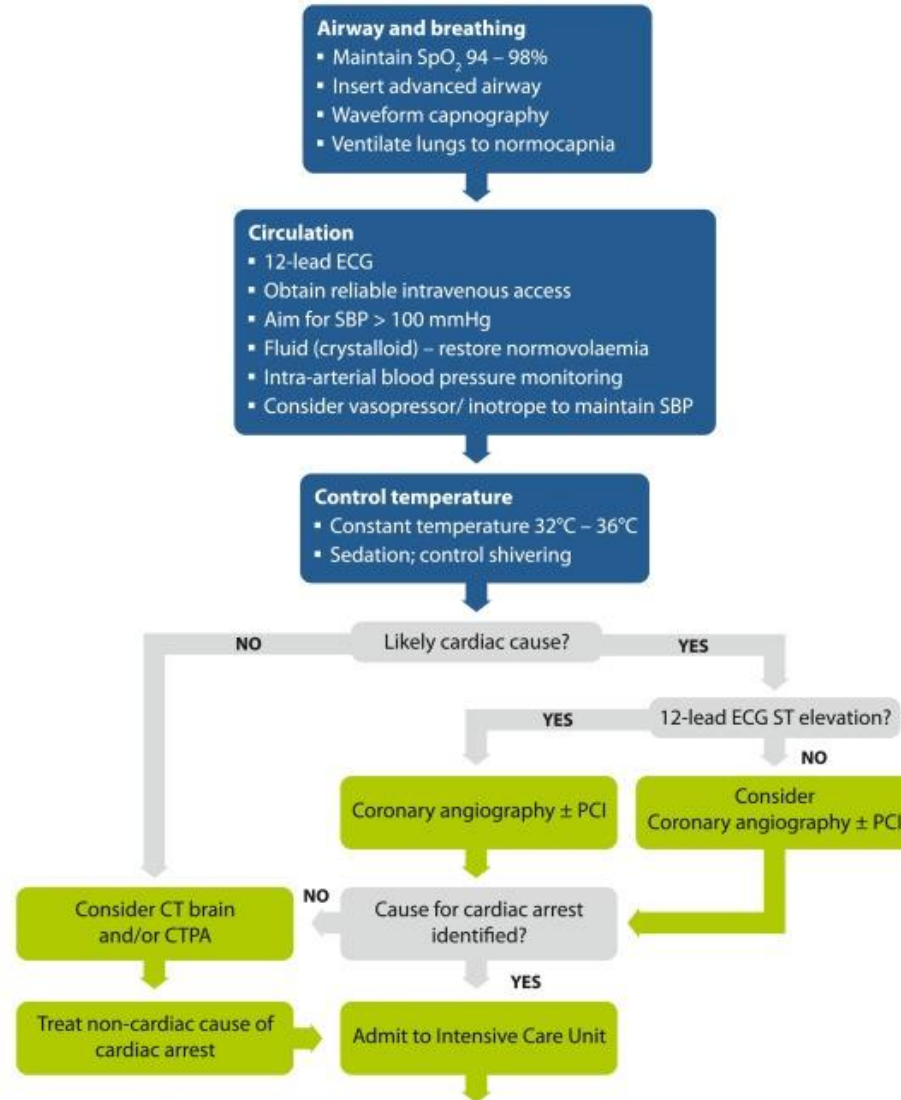 Airway and breathing
▪ Maintain SpO₂ 94 – 98%
▪ Insert advanced airway
▪ Waveform capnography
▪ Ventilate lungs to normocapnia
Circulation
▪ 12-lead ECG
▪ Obtain reliable intravenous access
▪ Aim for SBP > 100 mmHg
▪ Fluid (crystalloid) – restore normovolaemia
▪ Intra-arterial blood pressure monitoring
▪ Consider vasopressor/ inotrope to maintain SBP
Control temperature
▪ Constant temperature 32°C – 36°C
▪ Sedation; control shivering
NO
Likely cardiac cause?
YES
YES
12-lead ECG ST elevation?
NO
Coronary angiography ± PCI
Consider
Coronary angiography ± PCI
Consider CT brain
and/or CTPA
NO
Cause for cardiac arrest
identified?
YES
Treat non-cardiac cause of
cardiac arrest
Admit to Intensive Care Unit